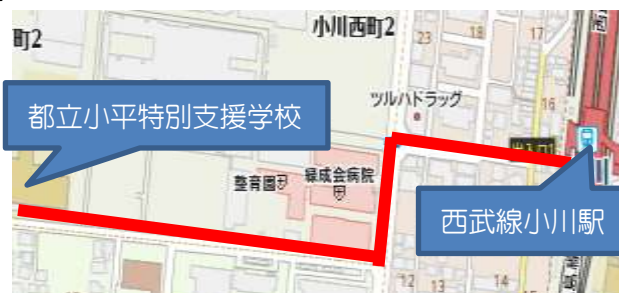 町2
小川西町2
23
18
17
ツルハドラッグ
16
都立小平特別支援学校
整育園
緑成会病院
西武線小川駅
12
13
14